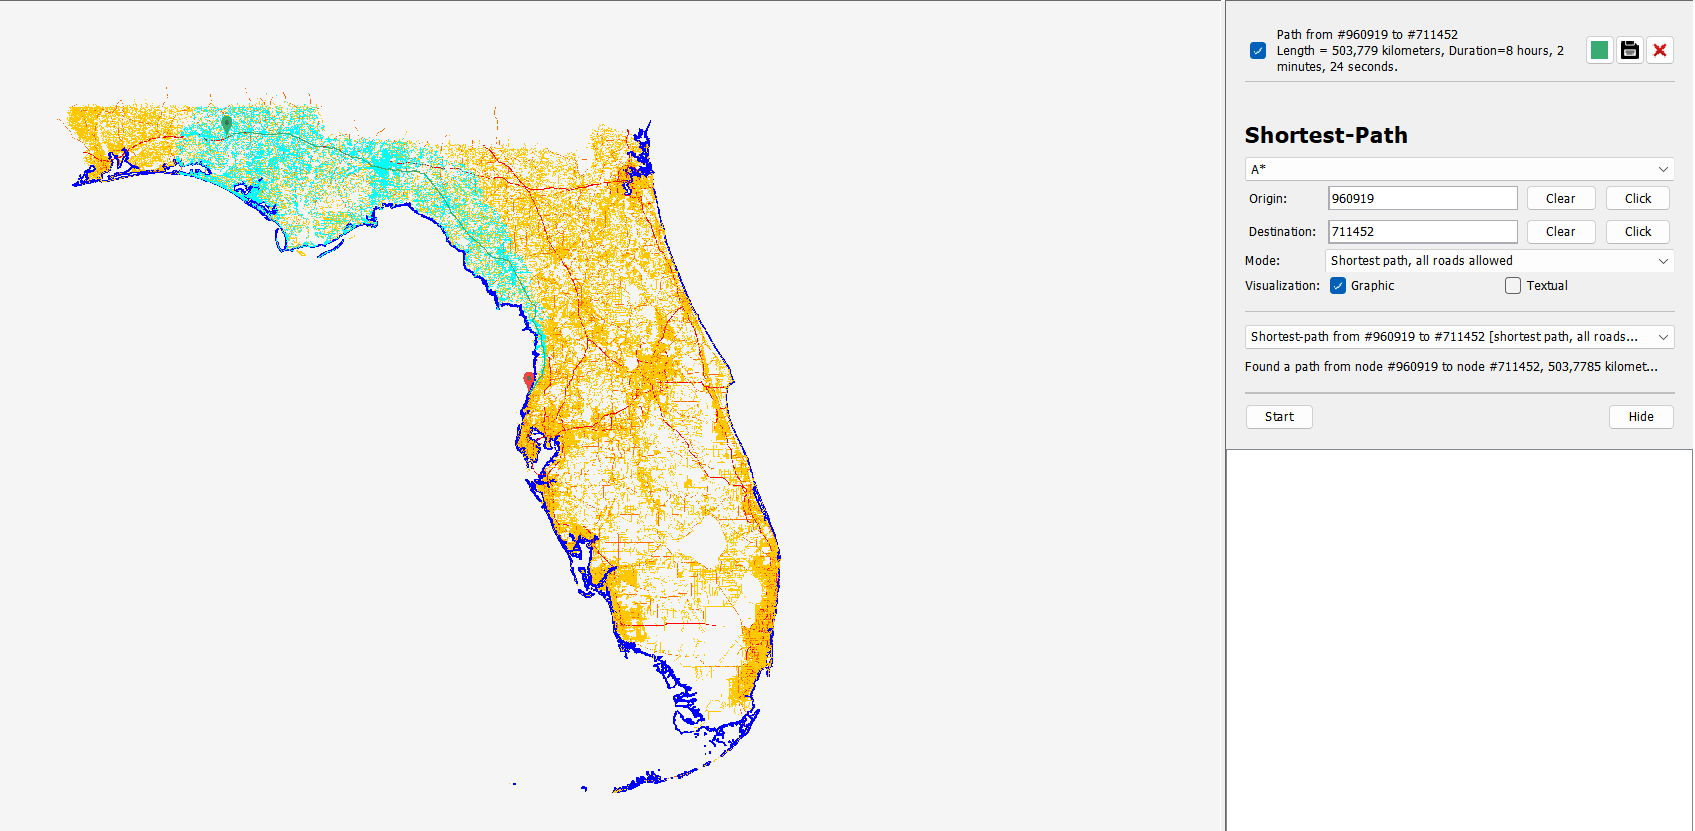 Path from #960919 to #711452
Length = 503,779 kilometers, Duration=8 hours, 2
minutes, 24 seconds.
Shortest-Path
A*
Origin: 960919 Clear Click
Destination: 711452 Clear Click
Mode: Shortest path, all roads allowed
Visualization: Graphic Textual
Shortest-path from #960919 to #711452 [shortest path, all roads...
Found a path from node #960919 to node #711452, 503,7785 kilomet...
Start Hide